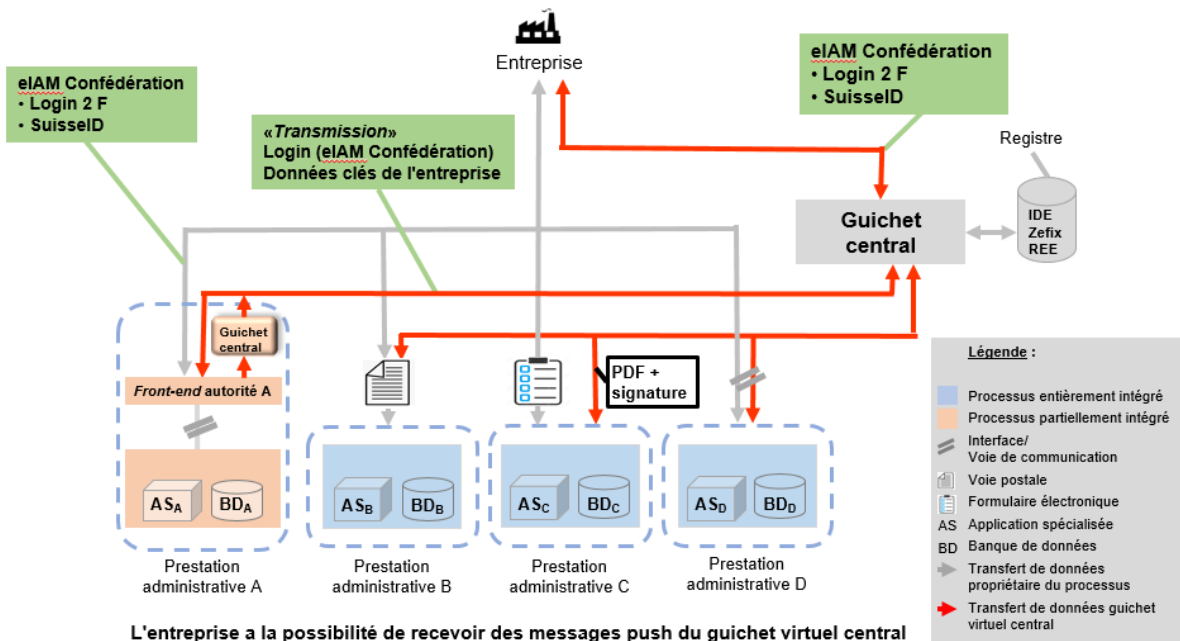 Entreprise
eIAM Confédération
• Login 2 F
• SuisseID
«Transmission»
Login (eIAM Confédération)
Données clés de l'entreprise
eIAM Confédération
• Login 2 F
• SuisseID
Registre
IDE
Zefix
REE
Guichet
central
Guichet
central
Front-end autorité A
PDF +
signature
ASA
BDA
ASB
BDB
ASC
BDC
ASD
BDD
Prestation
administrative A
Prestation
administrative B
Prestation
administrative C
Prestation
administrative D
Légende :
Processus entièrement intégré
Processus partiellement intégré
Interface/
Voie de communication
Voie postale
Formulaire électronique
AS Application spécialisée
BD Banque de données
Transfert de données
propriétaire du processus
Transfert de données guichet
virtuel central
L'entreprise a la possibilité de recevoir des messages push du guichet virtuel central